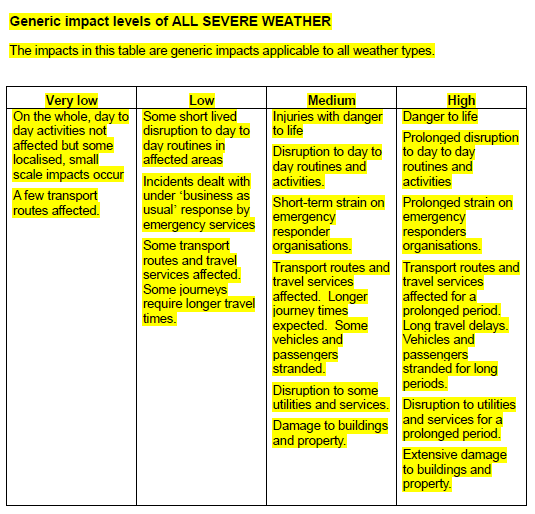 Generic impact levels of ALL SEVERE WEATHER
The impacts in this table are generic impacts applicable to all weather types.
Very low
On the whole, day to
day activities not
affected but some
localised, small
scale impacts occur
A few transport
routes affected.
Low
Some short lived
disruption to day to
day routines in
affected areas
Incidents dealt with
under ‘business as
usual’ response by
emergency services
Some transport
routes and travel
services affected.
Some journeys
require longer travel
times.
Medium
Injuries with danger
to life
Disruption to day to
day routines and
activities.
Short-term strain on
emergency
responder
organisations.
Transport routes and
travel services
affected.  Longer
journey times
expected.  Some
vehicles and
passengers
stranded.
Disruption to some
utilities and services.
Damage to buildings
and property.
High
Danger to life
Prolonged disruption
to day to day
routines and
activities
Prolonged strain on
emergency
responders
organisations.
Transport routes and
travel services
affected for a
prolonged period.
Long travel delays.
Vehicles and
passengers
stranded for long
periods.
Disruption to utilities
and services for a
prolonged period.
Extensive damage
to buildings and
property.